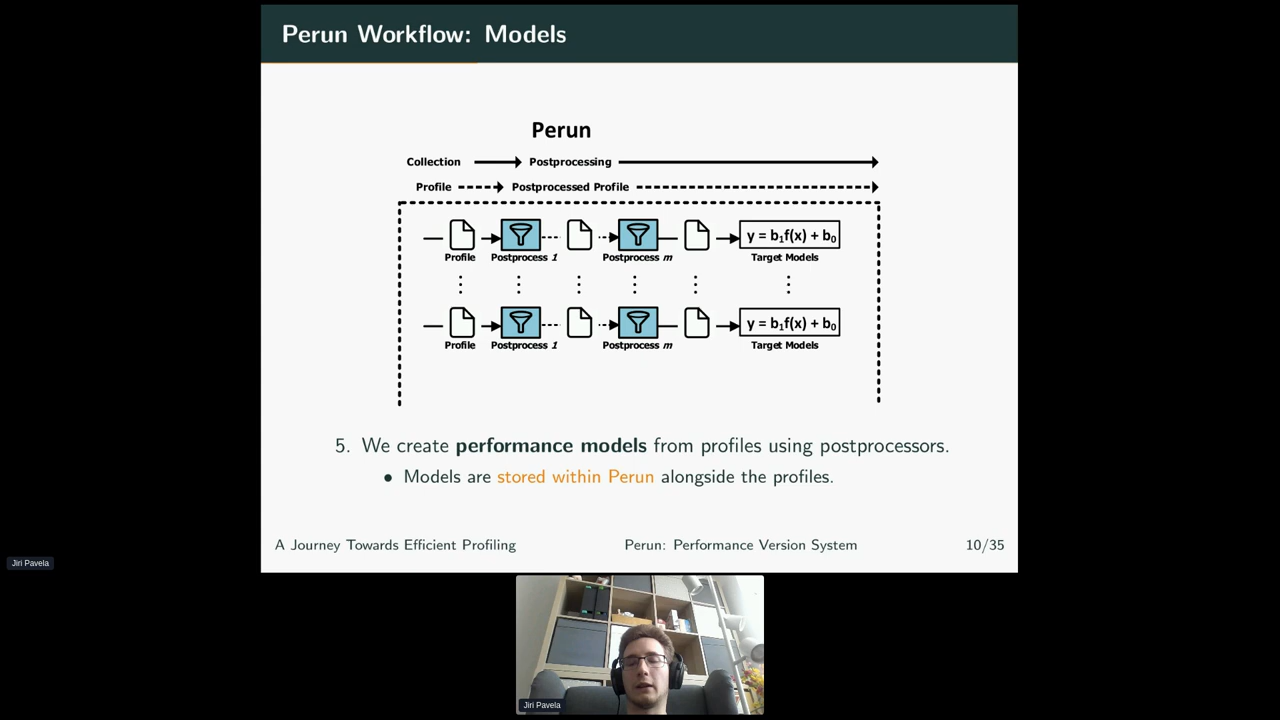 Perun Workflow: Models
Perun
Collection Postprocessing
Profile Postprocessed Profile
y = b₁f(x) + b₀
Profile Postprocess 1 Postprocess m Target Models
y = b₁f(x) + b₀
Profile Postprocess 1 Postprocess m Target Models
5. We create performance models from profiles using postprocessors.
• Models are stored within Perun alongside the profiles.
A Journey Towards Efficient Profiling Perun: Performance Version System 10/35
Jiri Pavela
Jiri Pavela